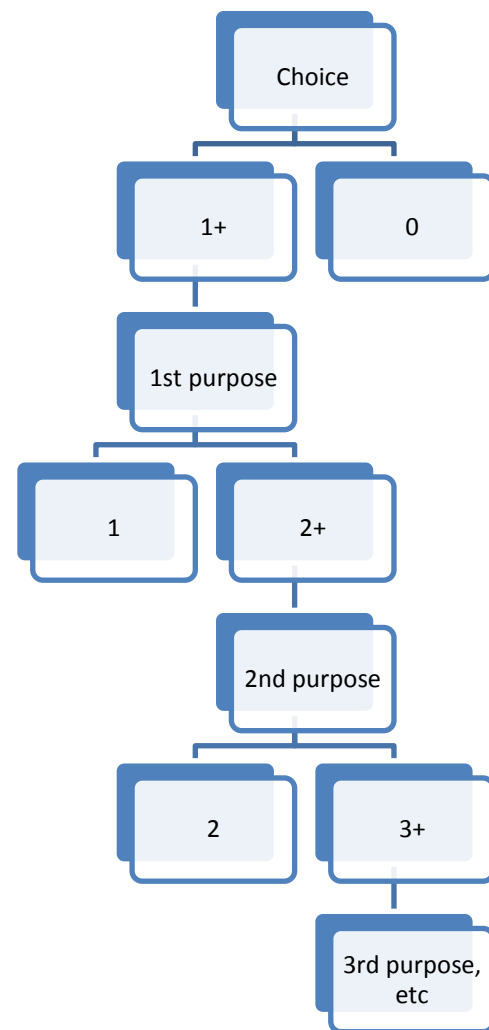 Choice
1+
0
1st purpose
1
2+
2nd purpose
2
3+
3rd purpose,
etc